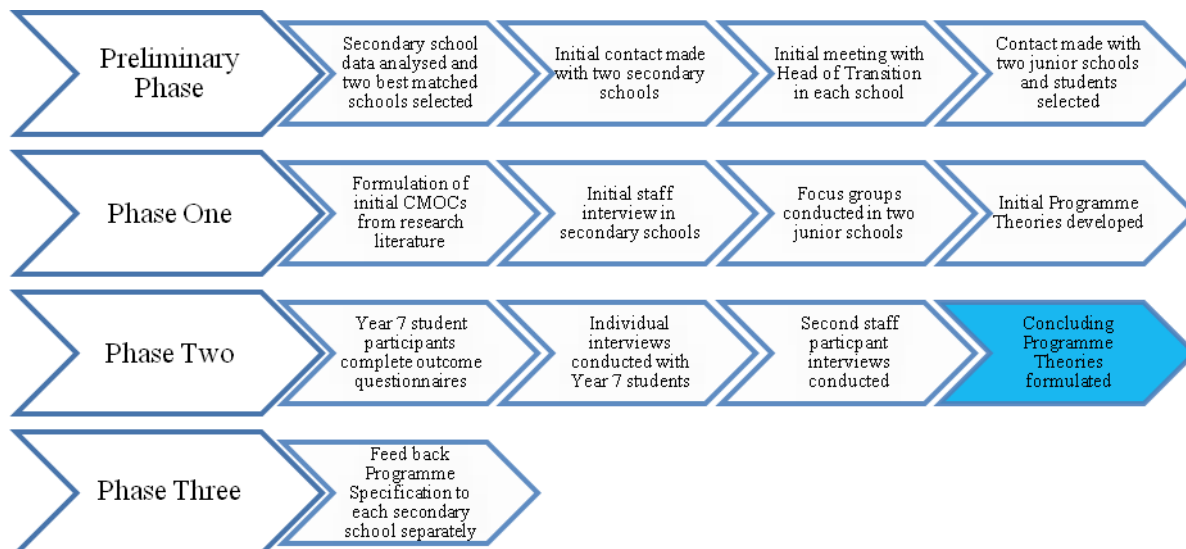 Preliminary
Phase
Secondary school
data analysed and
two best matched
schools selected
Initial contact made
with two secondary
schools
Initial meeting with
Head of Transition
in each school
Contact made with
two junior schools
and students
selected
Phase One
Formulation of
initial CMOCs
from research
literature
Initial staff
interview in
secondary schools
Focus groups
conducted in two
junior schools
Initial Programme
Theories developed
Phase Two
Year 7 student
participants
complete outcome
questionnaires
Individual
interviews
conducted with
Year 7 students
Second staff
particpant
interviews
conducted
Concluding
Programme
Theories
formulated
Phase Three
Feed back
Programme
Specification to
each secondary
school separately